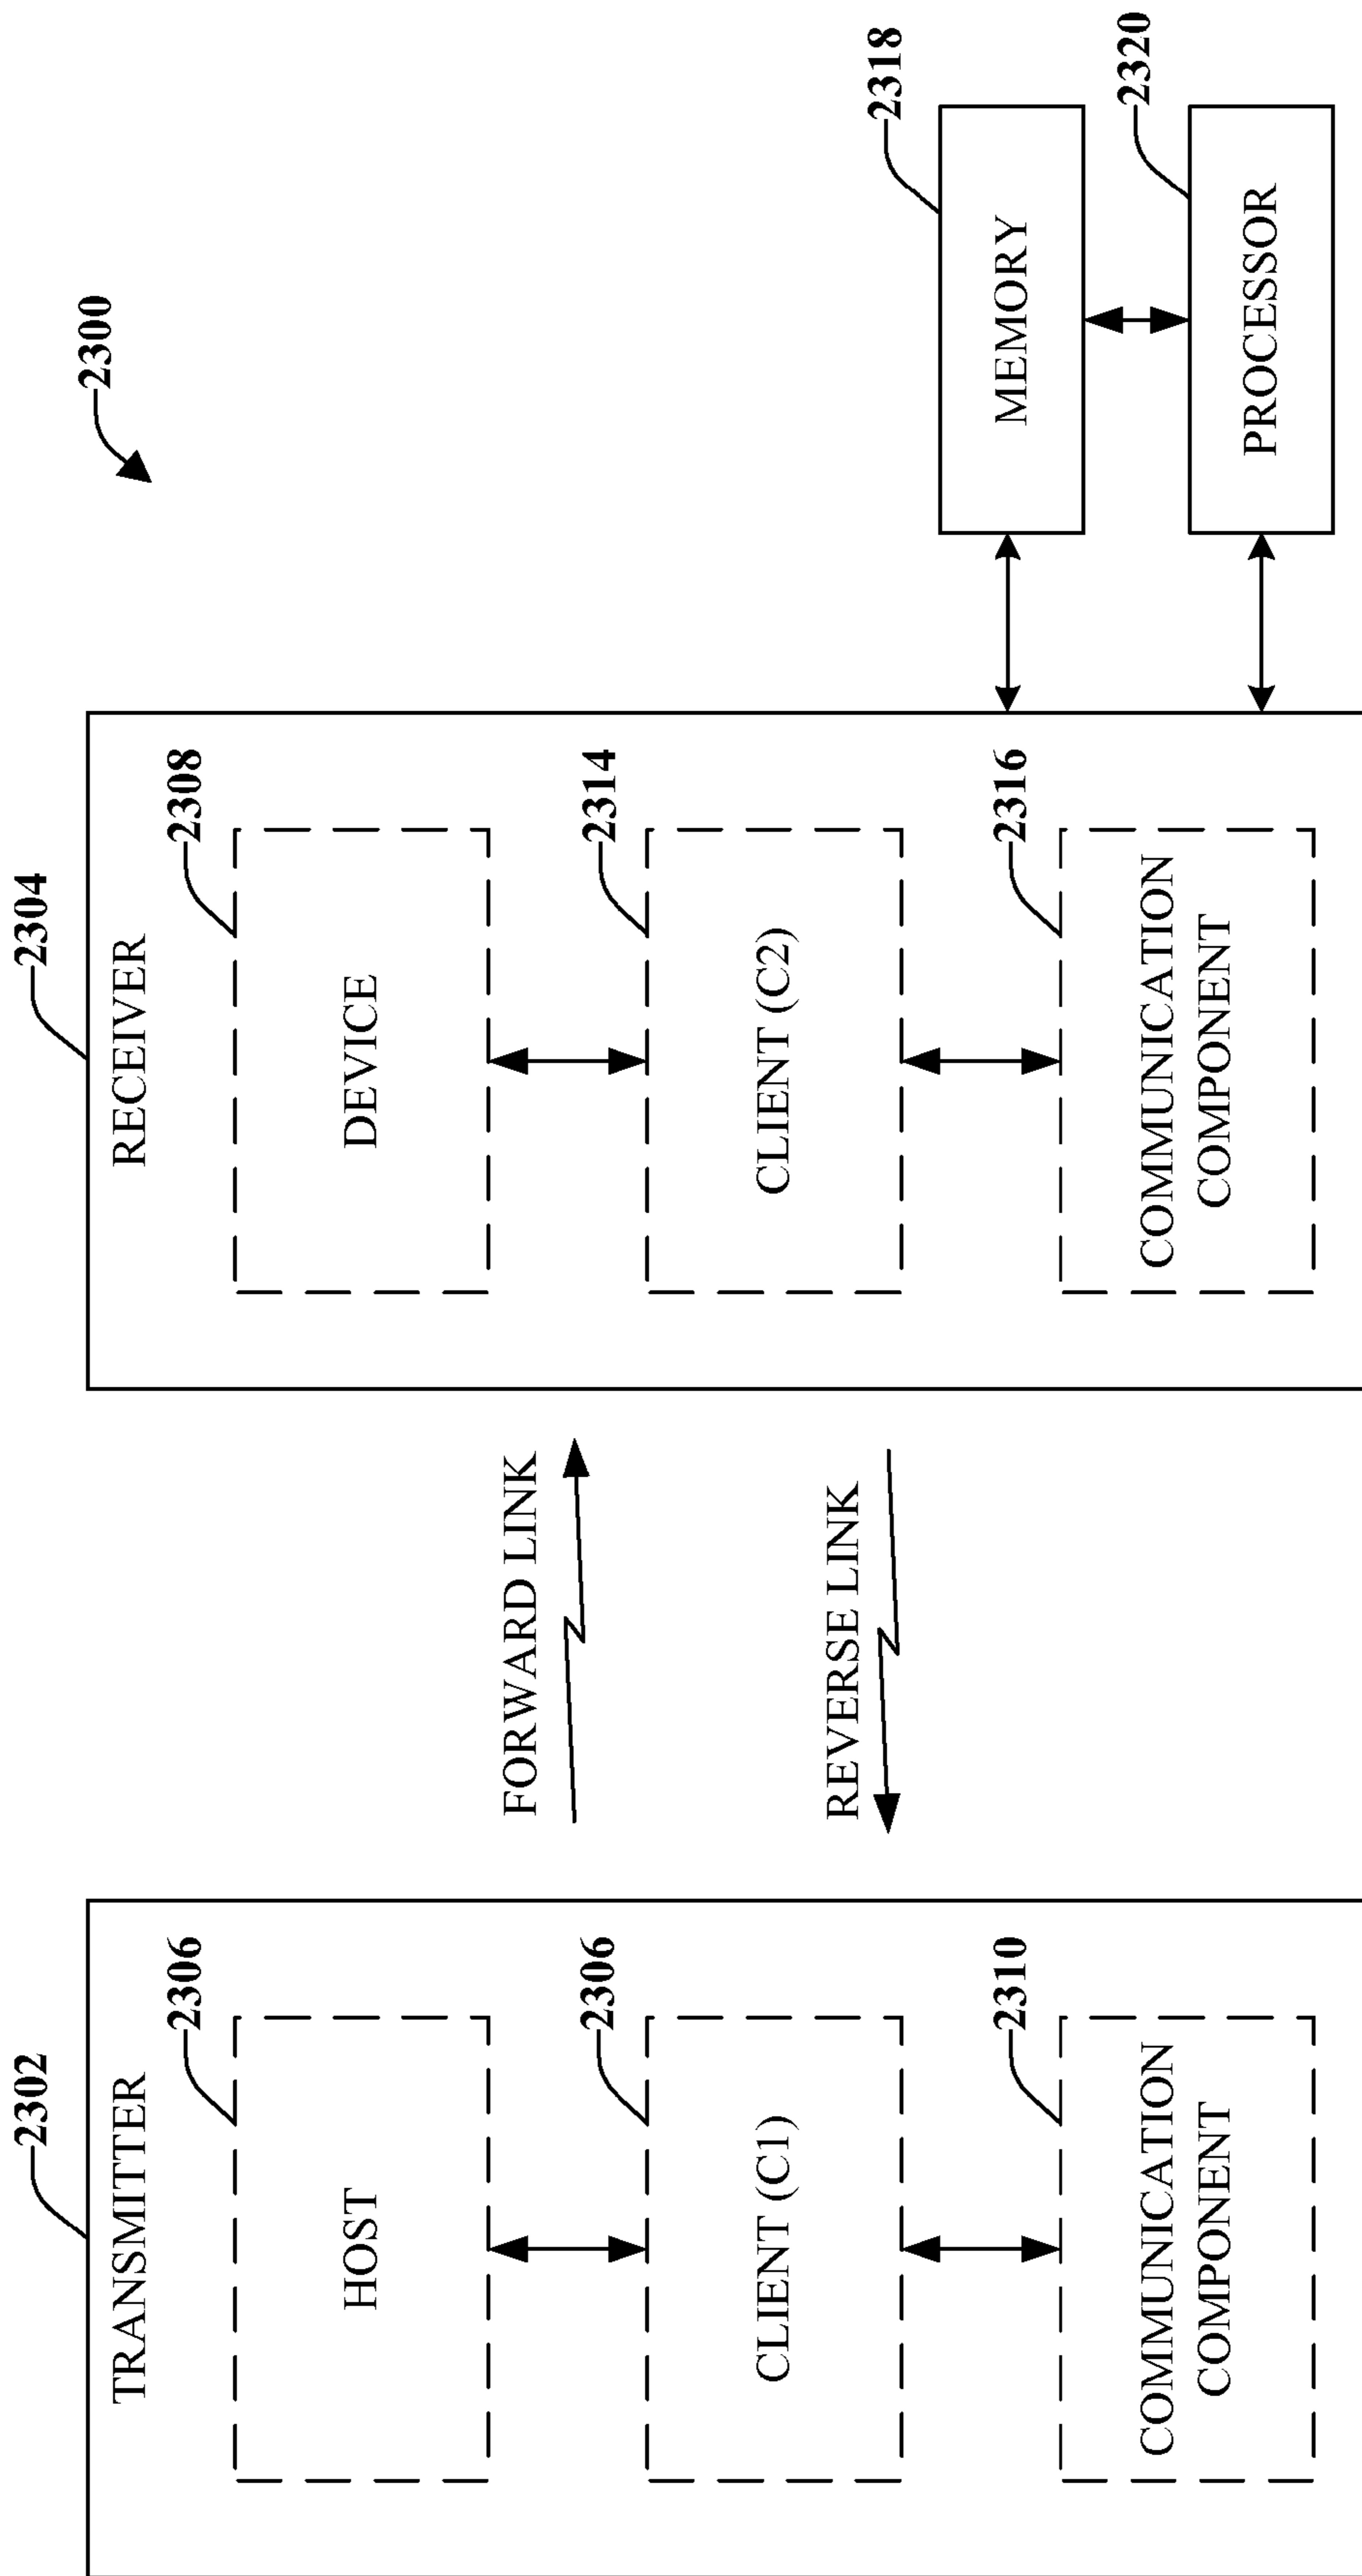 2300
2302
TRANSMITTER
2306
HOST
2306
CLIENT (C1)
2310
COMMUNICATION
COMPONENT
FORWARD LINK
REVERSE LINK
2304
RECEIVER
2308
DEVICE
2314
CLIENT (C2)
2316
COMMUNICATION
COMPONENT
2318
MEMORY
2320
PROCESSOR